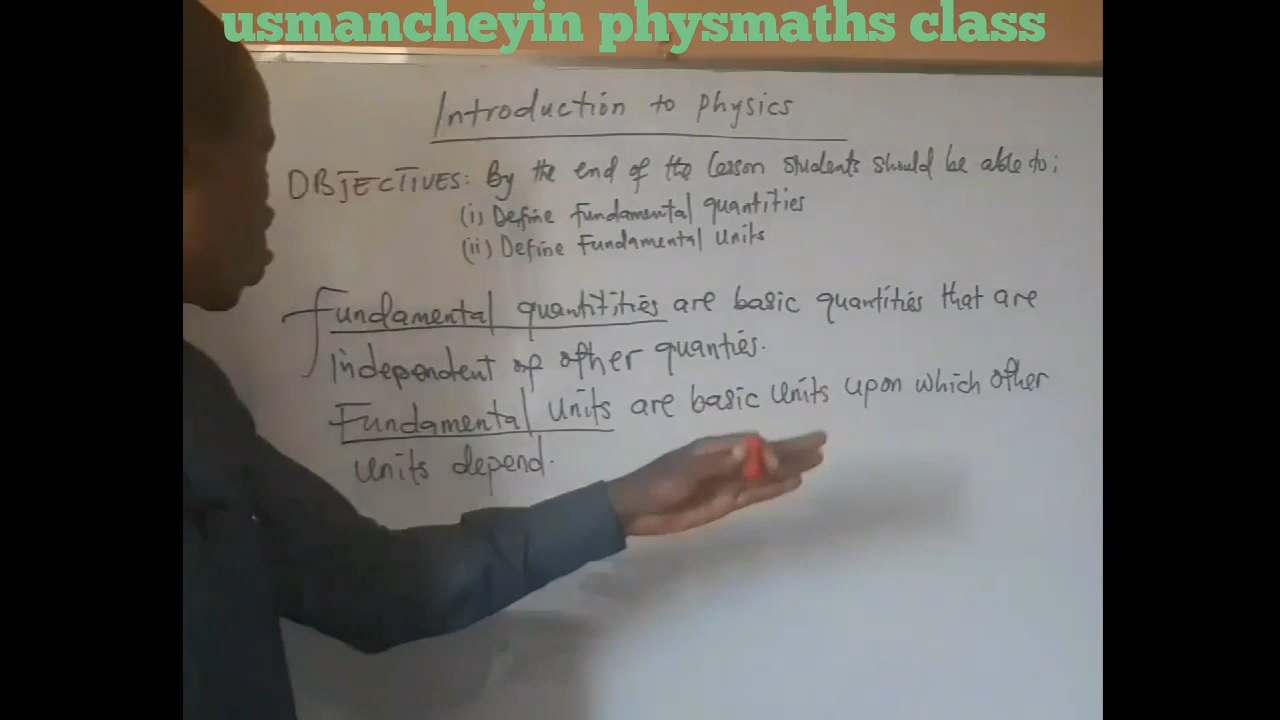 usmancheyin physmaths class
Introduction to physics
OBJECTIVES: By the end of the lesson students should be able to;
(i) Define fundamental quantities
(ii) Define Fundamental Units
Fundamental quantitities are basic quantities that are
independent of other quanties.
Fundamental units are basic units upon which other
units depend.